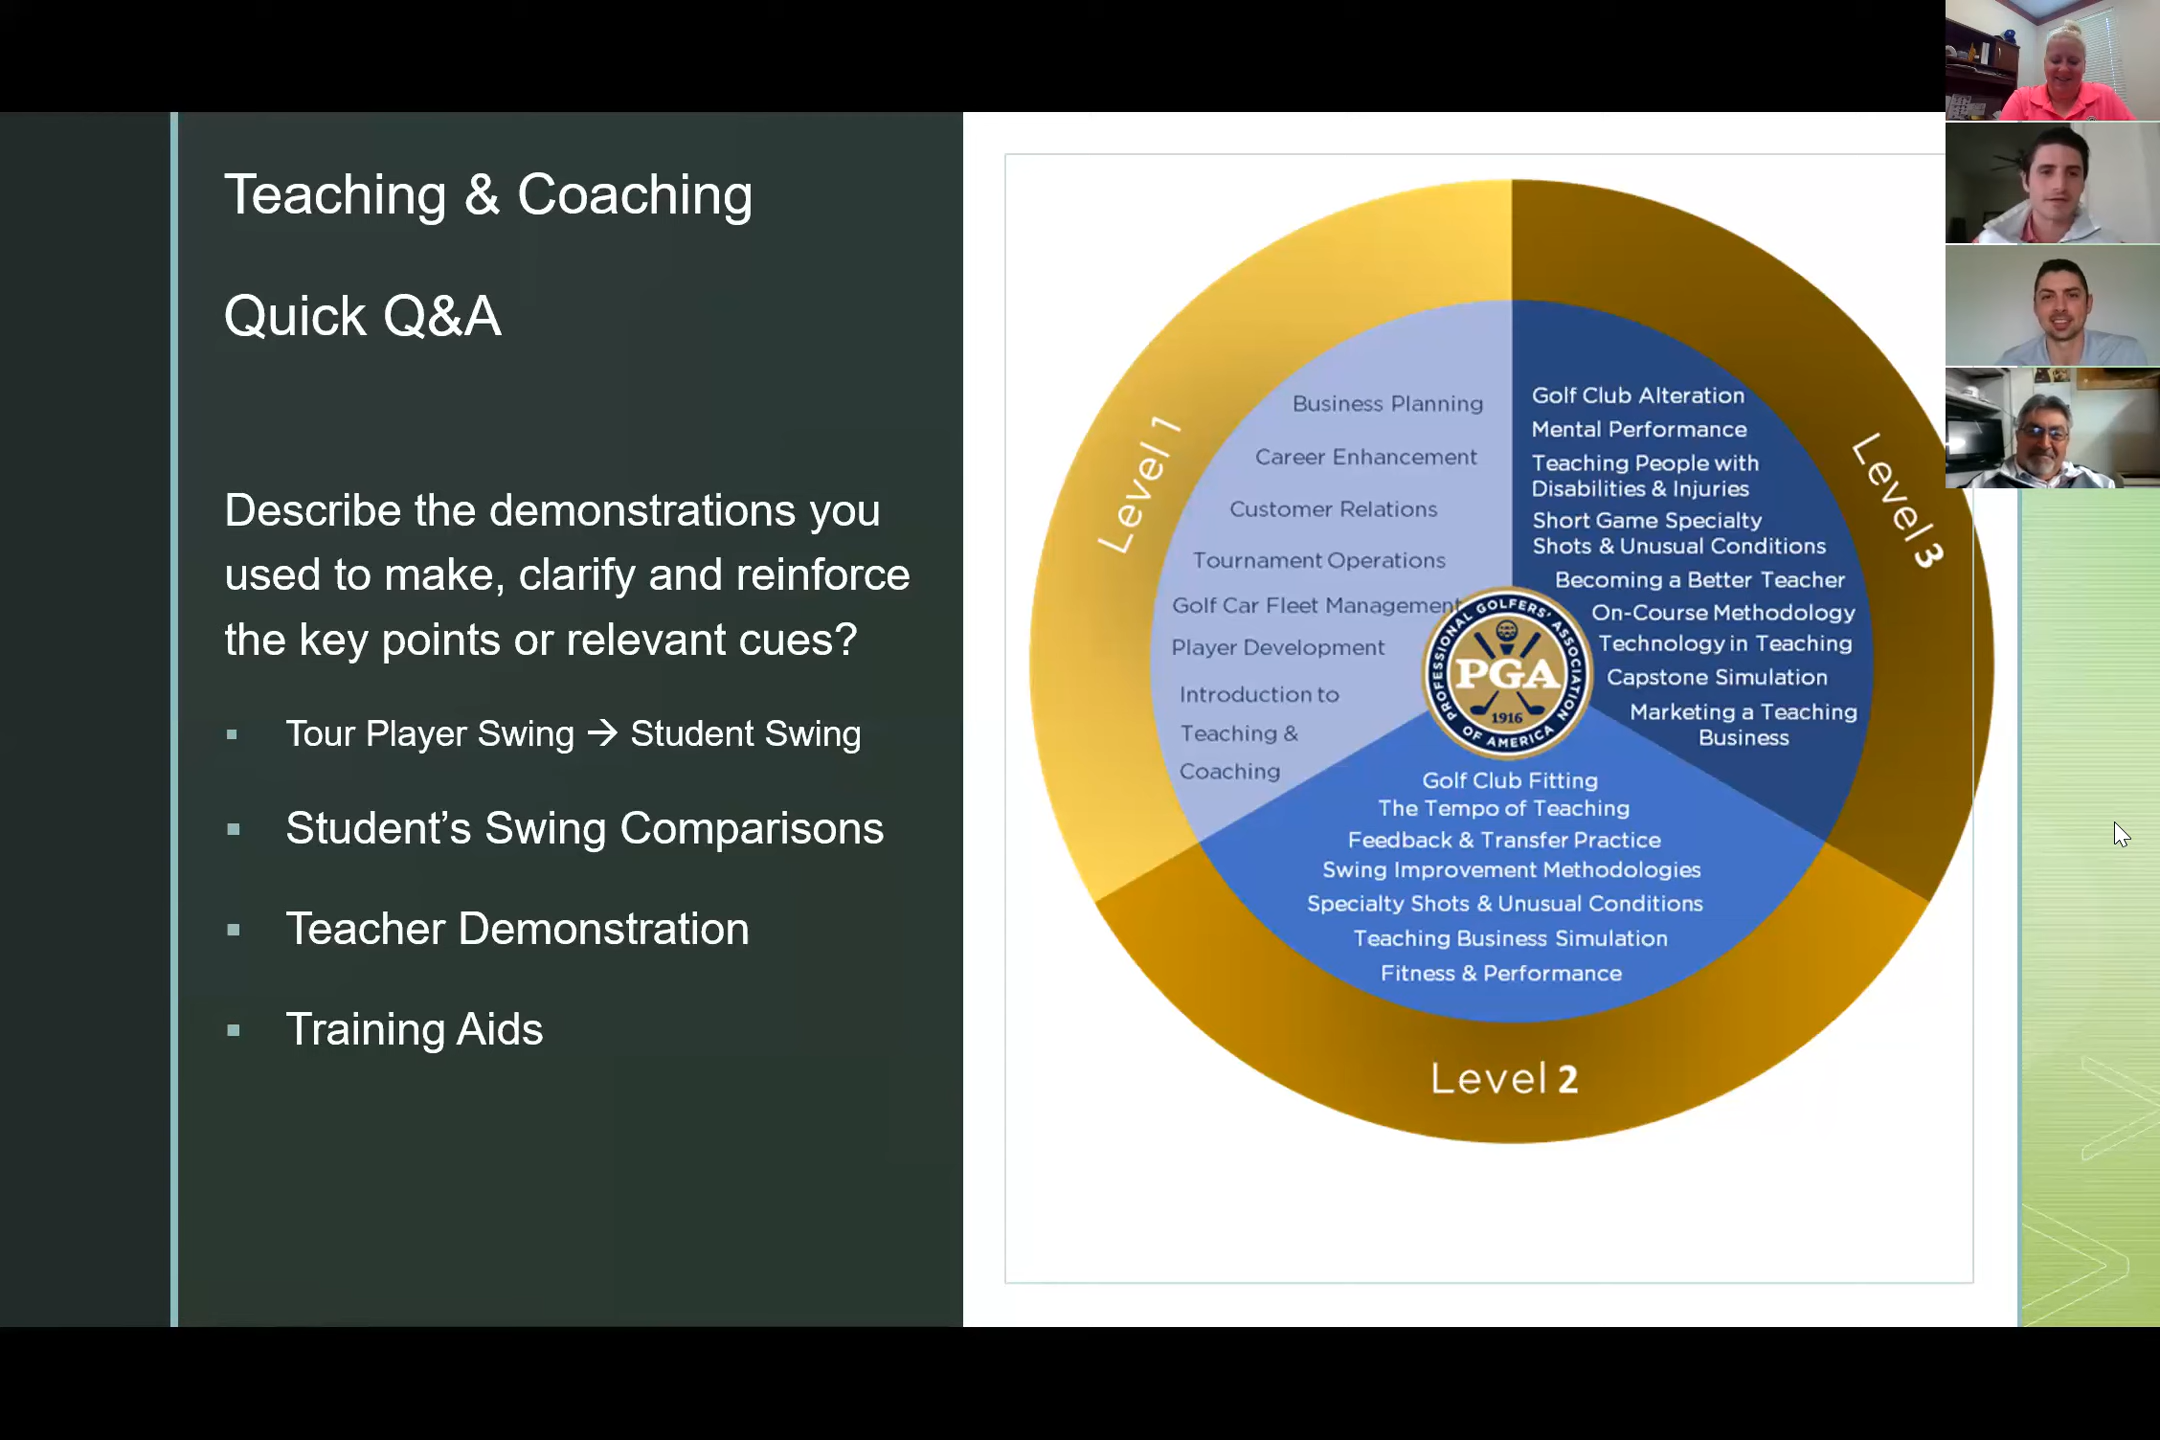 Teaching & Coaching
Quick Q&A
Describe the demonstrations you
used to make, clarify and reinforce
the key points or relevant cues?
Tour Player Swing → Student Swing
Student’s Swing Comparisons
Teacher Demonstration
Training Aids
Level 1
Business Planning
Career Enhancement
Customer Relations
Tournament Operations
Golf Car Fleet Management
Player Development
Introduction to
Teaching &
Coaching
Level 3
Golf Club Alteration
Mental Performance
Teaching People with
Disabilities & Injuries
Short Game Specialty
Shots & Unusual Conditions
Becoming a Better Teacher
On-Course Methodology
Technology in Teaching
Capstone Simulation
Marketing a Teaching
Business
PROFESSIONAL GOLFERS' ASSOCIATION
PGA
1916
OF AMERICA
Golf Club Fitting
The Tempo of Teaching
Feedback & Transfer Practice
Swing Improvement Methodologies
Specialty Shots & Unusual Conditions
Teaching Business Simulation
Fitness & Performance
Level 2